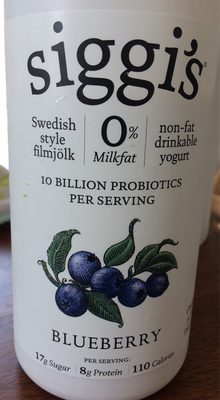 siggi's
Swedish style filmjölk
0% Milkfat
non-fat drinkable yogurt
10 BILLION PROBIOTICS
PER SERVING
BLUEBERRY
PER SERVING:
17g Sugar 8g Protein 110 Calories